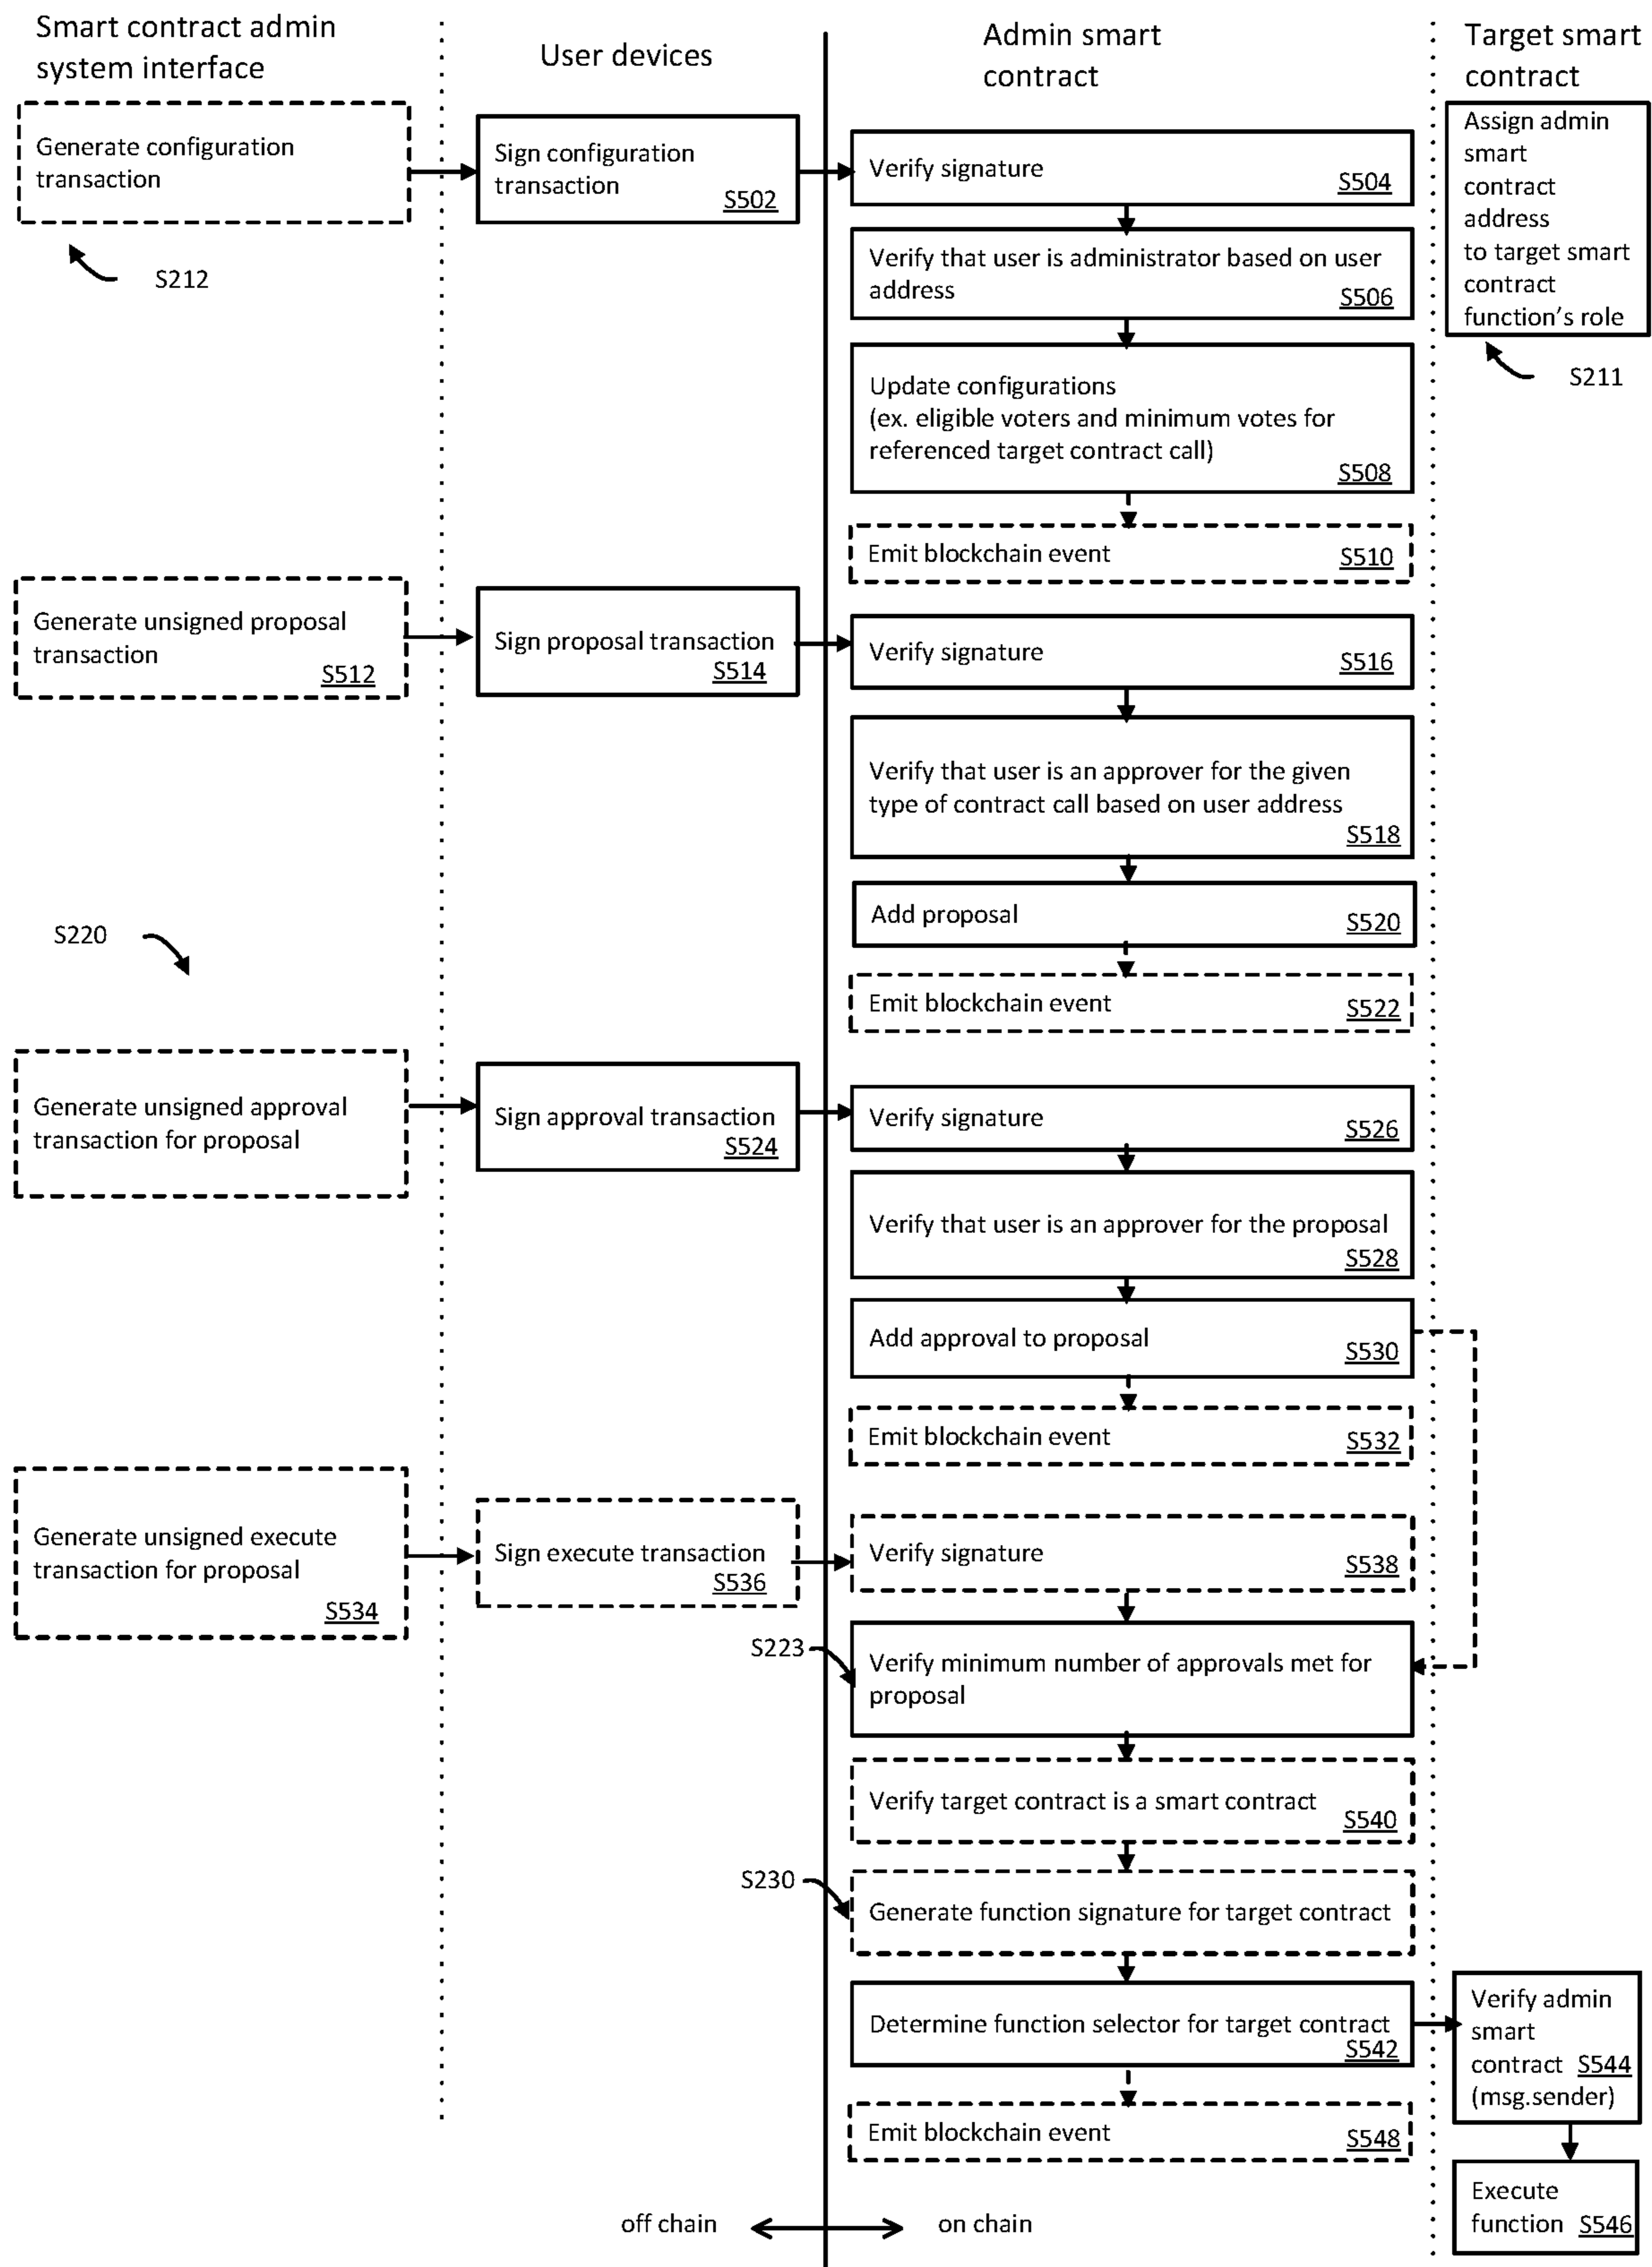 Smart contract admin
system interface
User devices
Admin smart
contract
Target smart
contract
Generate configuration
transaction
S212
Sign configuration
transaction
S502
Verify signature
S504
Verify that user is administrator based on user
address
S506
Update configurations
(ex. eligible voters and minimum votes for
referenced target contract call)
S508
Emit blockchain event
S510
Assign admin
smart
contract
address
to target smart
contract
function’s role
S211
Generate unsigned proposal
transaction
S512
Sign proposal transaction
S514
Verify signature
S516
Verify that user is an approver for the given
type of contract call based on user address
S518
Add proposal
S520
Emit blockchain event
S522
S220
Generate unsigned approval
transaction for proposal
Sign approval transaction
S524
Verify signature
S526
Verify that user is an approver for the proposal
S528
Add approval to proposal
S530
Emit blockchain event
S532
Generate unsigned execute
transaction for proposal
S534
Sign execute transaction
S536
Verify signature
S538
S223
Verify minimum number of approvals met for
proposal
Verify target contract is a smart contract
S540
S230
Generate function signature for target contract
Determine function selector for target contract
S542
Emit blockchain event
S548
Verify admin
smart
contract S544
(msg.sender)
Execute
function S546
off chain
on chain